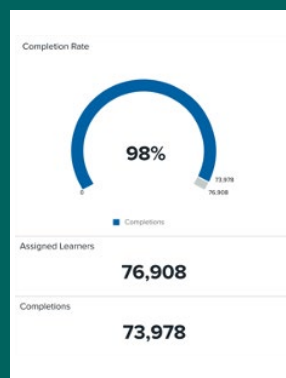 Completion Rate
98%
73,978
0
76,908
Completions
Assigned Learners
76,908
Completions
73,978